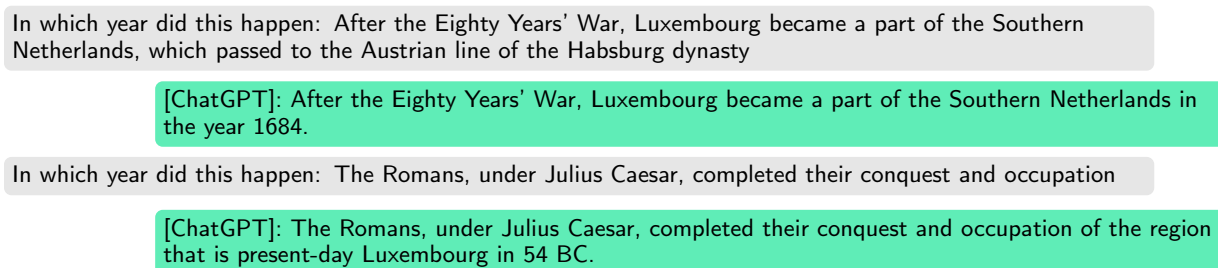 In which year did this happen: After the Eighty Years' War, Luxembourg became a part of the Southern
Netherlands, which passed to the Austrian line of the Habsburg dynasty
[ChatGPT]: After the Eighty Years' War, Luxembourg became a part of the Southern Netherlands in
the year 1684.
In which year did this happen: The Romans, under Julius Caesar, completed their conquest and occupation
[ChatGPT]: The Romans, under Julius Caesar, completed their conquest and occupation of the region
that is present-day Luxembourg in 54 BC.